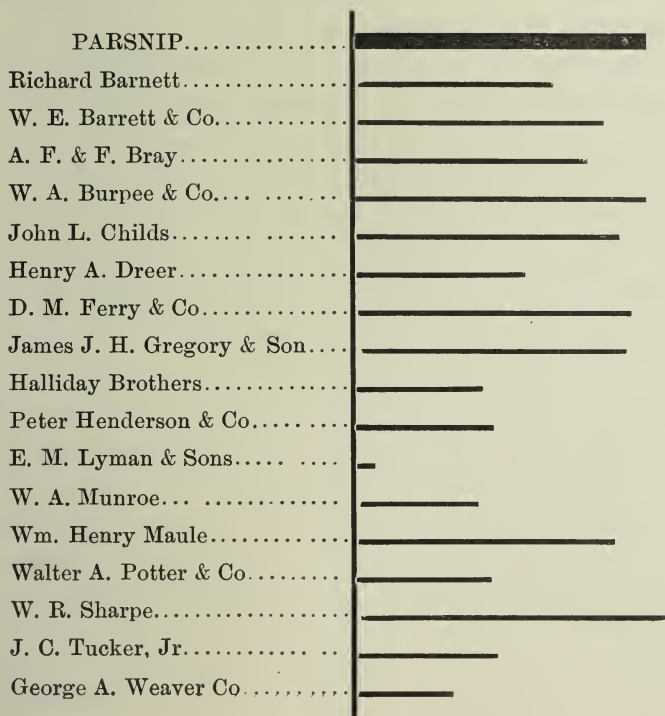 PARSNIP...............
Richard Barnett...............
W. E. Barrett & Co.............
A. F. & F. Bray...............
W. A. Burpee & Co.... .......
John L. Childs........ .......
Henry A. Dreer...............
D. M. Ferry & Co.............
James J. H. Gregory & Son....
Halliday Brothers.............
Peter Henderson & Co.........
E. M. Lyman & Sons..... ....
W. A. Munroe... .............
Wm. Henry Maule.............
Walter A. Potter & Co.........
W. R. Sharpe.................
J. C. Tucker, Jr........... ..
George A. Weaver Co..........